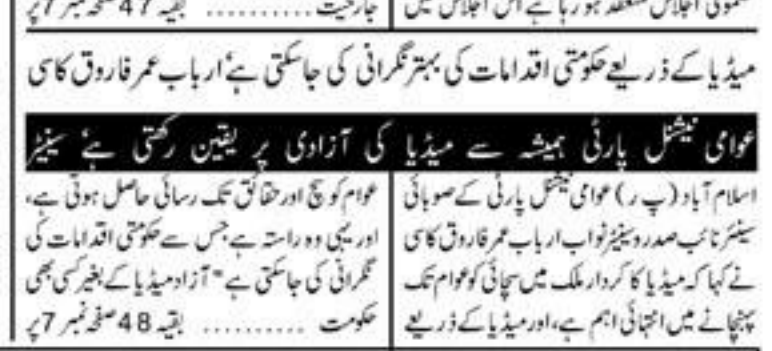 جارحیت .......... بقیہ 47 صفحہ نمبر 7 پر
میڈیا کے ذریعے حکومتی اقدامات کی بہتر نگرانی کی جاسکتی ہے، ارباب عمر فاروق کاسی
عوامی نیشنل پارٹی ہمیشہ سے میڈیا کی آزادی پر یقین رکھتی ہے سینیٹر
اسلام آباد (پ ر) عوامی نیشنل پارٹی کے صوبائی
سینئر نائب صدر و سینیٹر نواب ارباب عمر فاروق کاسی
نے کہا کہ میڈیا کا کردار ملک میں سچائی کو عوام تک
پہنچانے میں انتہائی اہم ہے، اور میڈیا کے ذریعے
عوام کو سچ اور حقائق تک رسائی حاصل ہوتی ہے،
اور یہی وہ راستہ ہے جس سے حکومتی اقدامات کی
نگرانی کی جاسکتی ہے "آزاد میڈیا کے بغیر کسی بھی
حکومت .......... بقیہ 48 صفحہ نمبر 7 پر